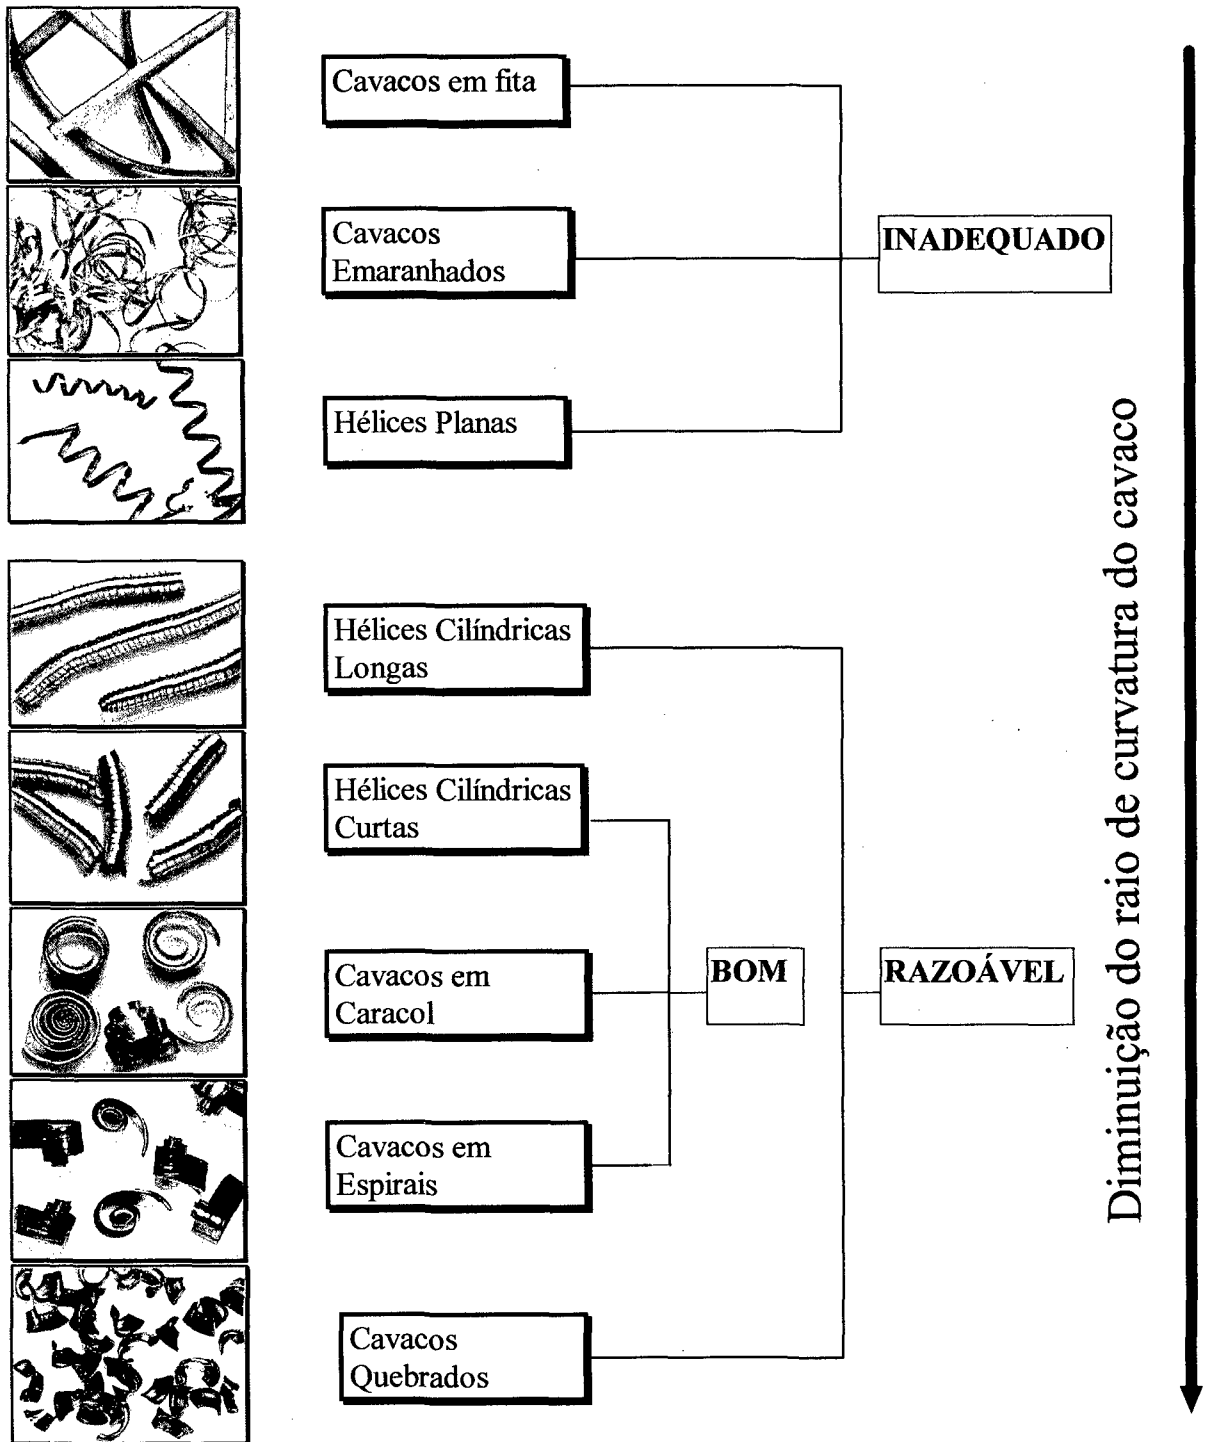 Cavacos em fita
Cavacos
Emaranhados
INADEQUADO
Hélices Planas
Hélices Cilíndricas
Longas
Hélices Cilíndricas
Curtas
Cavacos em
Caracol
BOM
RAZOÁVEL
Cavacos em
Espirais
Cavacos
Quebrados
Diminuição do raio de curvatura do cavaco